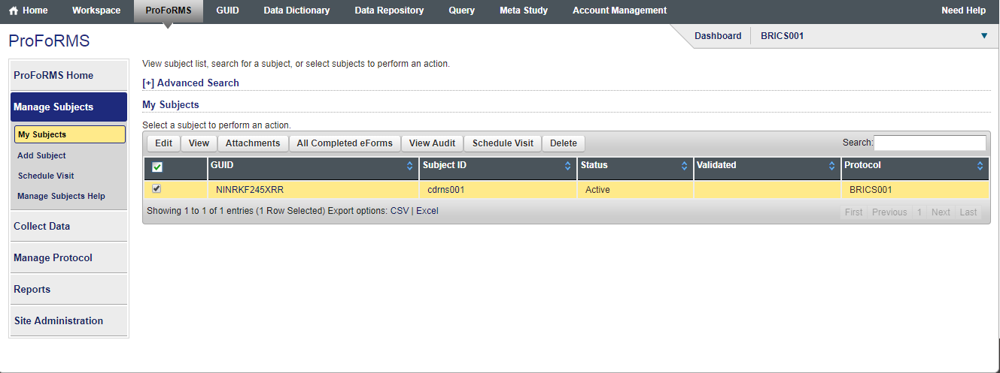 Home Workspace ProFoRMS GUID Data Dictionary Data Repository Query Meta Study Account Management Need Help
ProFoRMS
Dashboard BRICS001
ProFoRMS Home
Manage Subjects
My Subjects
Add Subject
Schedule Visit
Manage Subjects Help
Collect Data
Manage Protocol
Reports
Site Administration
View subject list, search for a subject, or select subjects to perform an action.
[+] Advanced Search
My Subjects
Select a subject to perform an action.
Edit View Attachments All Completed eForms View Audit Schedule Visit Delete Search:
GUID Subject ID Status Validated Protocol
NINRKF245XRR cdrns001 Active BRICS001
Showing 1 to 1 of 1 entries (1 Row Selected) Export options: CSV | Excel
First Previous 1 Next Last